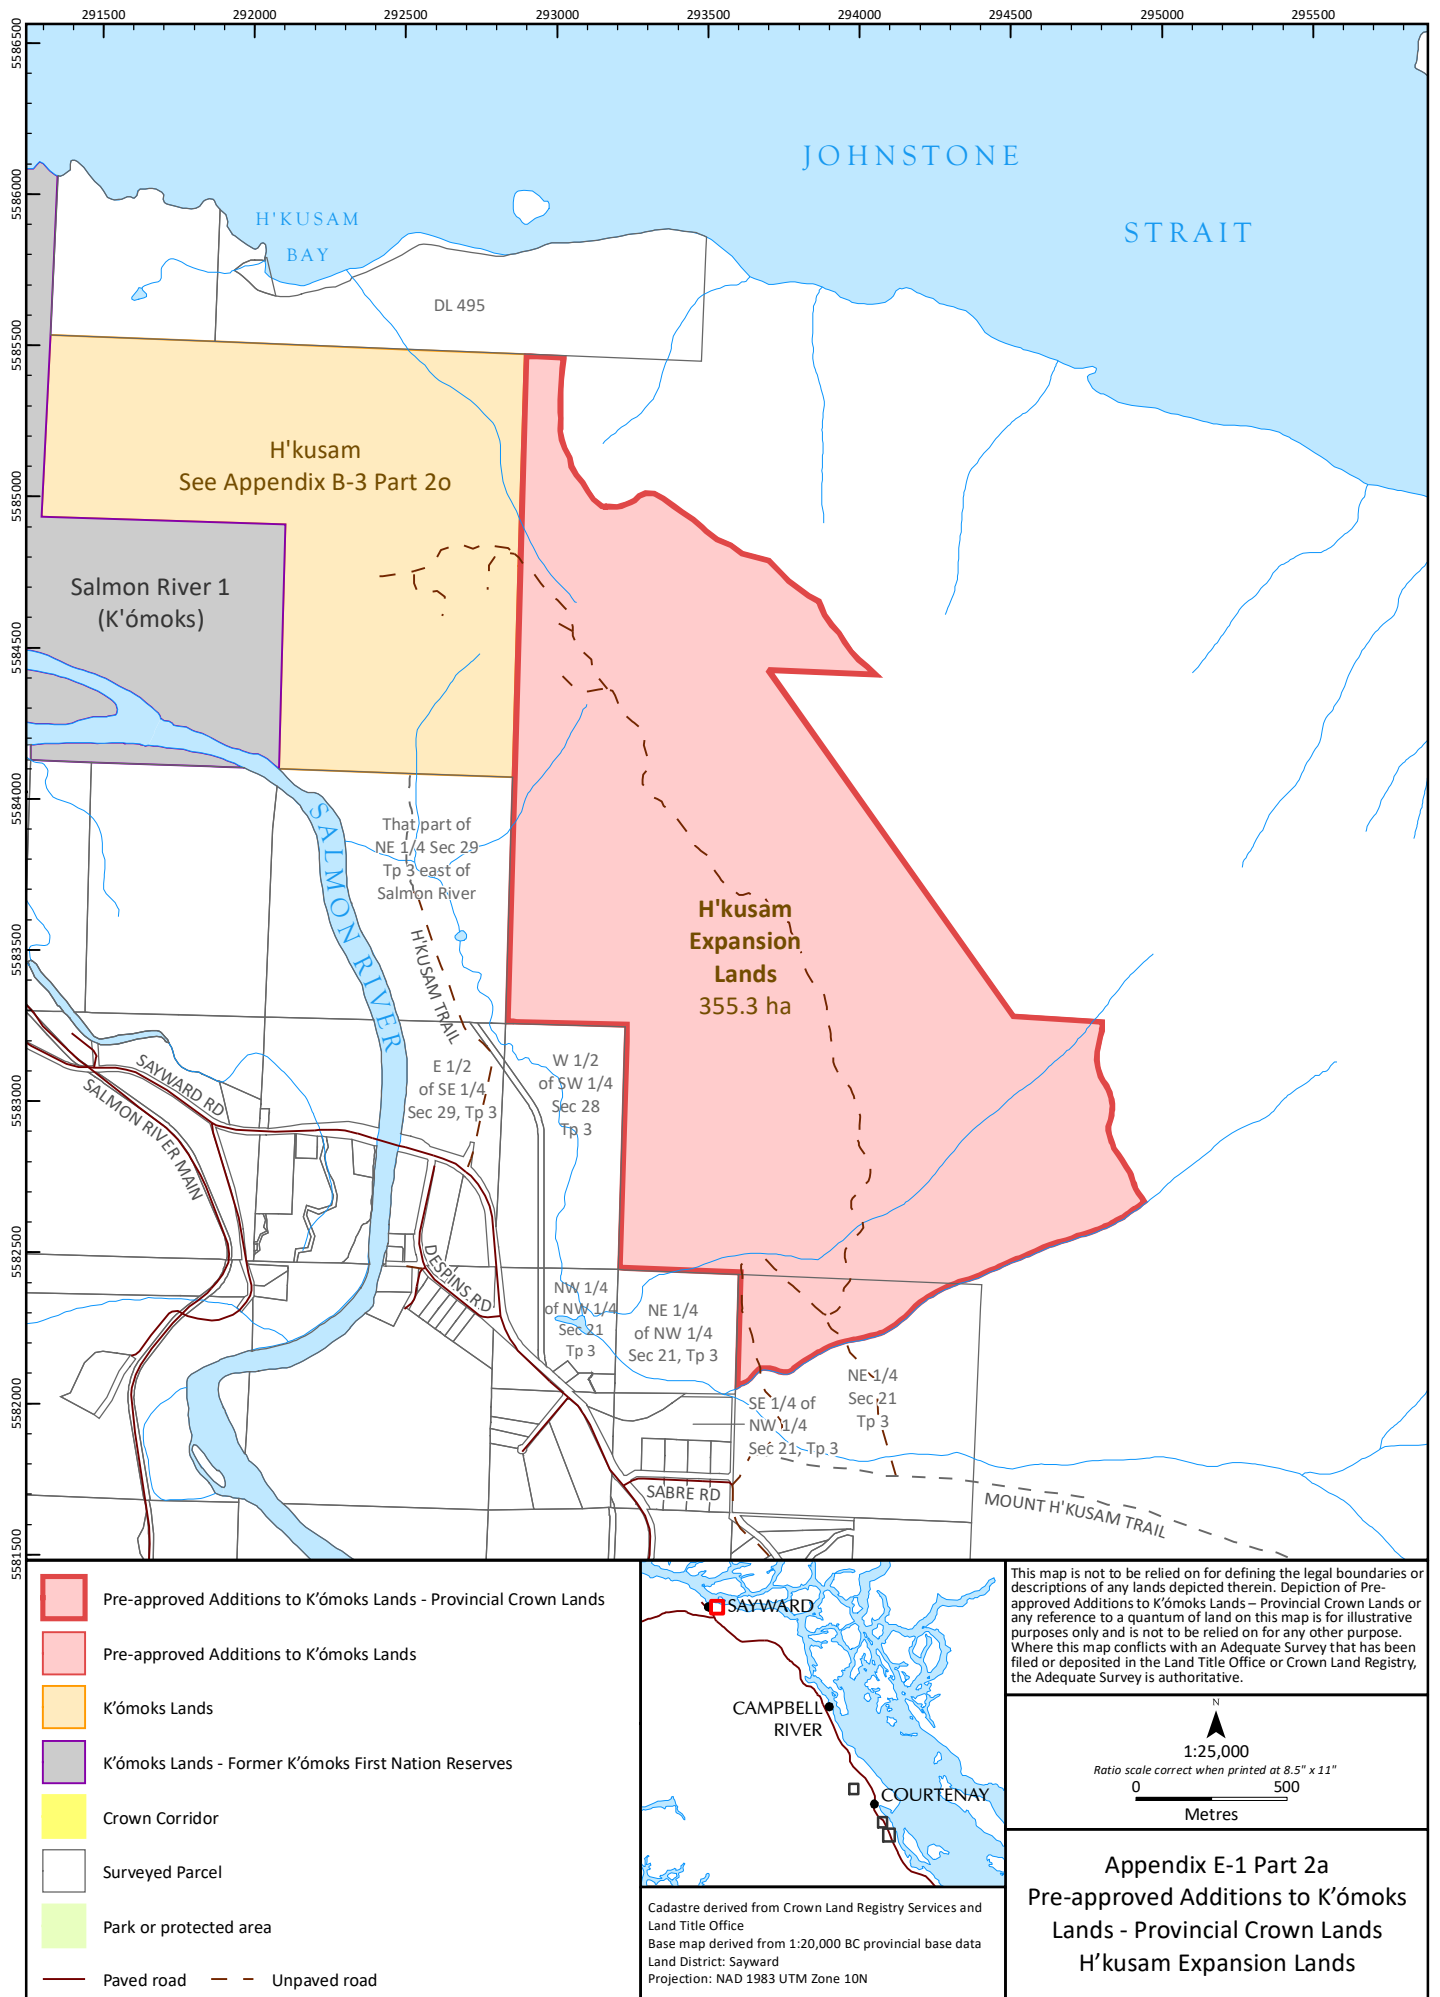 291500 292000 292500 293000 293500 294000 294500 295000 295500
5586500
5586000
5585500
5585000
5584500
5584000
5583500
5583000
5582500
5582000
5581500
JOHNSTONE
STRAIT
H'KUSAM
BAY
DL 495
H'kusam
See Appendix B-3 Part 2o
Salmon River 1
(K'ómoks)
SALMON RIVER
That part of
NE 1/4 Sec 29
Tp 3 east of
Salmon River
H'KUSAM TRAIL
H'kusam
Expansion
Lands
355.3 ha
E 1/2
of SE 1/4
Sec 29, Tp 3
W 1/2
of SW 1/4
Sec 28
Tp 3
SAYWARD RD
SALMON RIVER MAIN
DESPINS RD
NW 1/4
of NW 1/4
Sec 21
Tp 3
NE 1/4
of NW 1/4
Sec 21, Tp 3
NE 1/4
Sec 21
Tp 3
SE 1/4 of
NW 1/4
Sec 21, Tp 3
SABRE RD
MOUNT H'KUSAM TRAIL
Pre-approved Additions to K'ómoks Lands - Provincial Crown Lands
Pre-approved Additions to K'ómoks Lands
K'ómoks Lands
K'ómoks Lands - Former K'ómoks First Nation Reserves
Crown Corridor
Surveyed Parcel
Park or protected area
Paved road Unpaved road
SAYWARD
CAMPBELL
RIVER
COURTENAY
Cadastre derived from Crown Land Registry Services and
Land Title Office
Base map derived from 1:20,000 BC provincial base data
Land District: Sayward
Projection: NAD 1983 UTM Zone 10N
This map is not to be relied on for defining the legal boundaries or
descriptions of any lands depicted therein. Depiction of Pre-
approved Additions to K'ómoks Lands – Provincial Crown Lands or
any reference to a quantum of land on this map is for illustrative
purposes only and is not to be relied on for any other purpose.
Where this map conflicts with an Adequate Survey that has been
filed or deposited in the Land Title Office or Crown Land Registry,
the Adequate Survey is authoritative.
N
1:25,000
Ratio scale correct when printed at 8.5" x 11"
0 500
Metres
Appendix E-1 Part 2a
Pre-approved Additions to K'ómoks
Lands - Provincial Crown Lands
H'kusam Expansion Lands